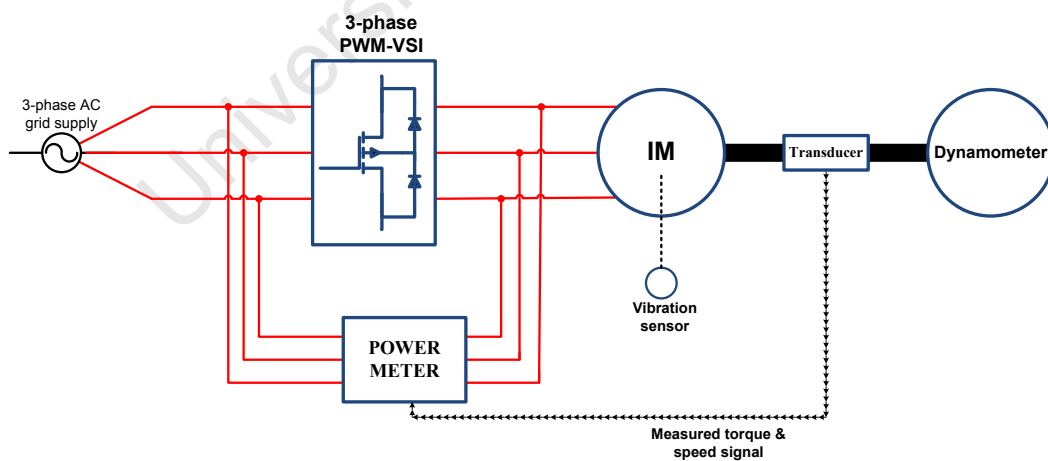 3-phase
PWM-VSI
3-phase AC
grid supply
IM
Transducer
Dynamometer
Vibration
sensor
POWER
METER
Measured torque &
speed signal
Universi